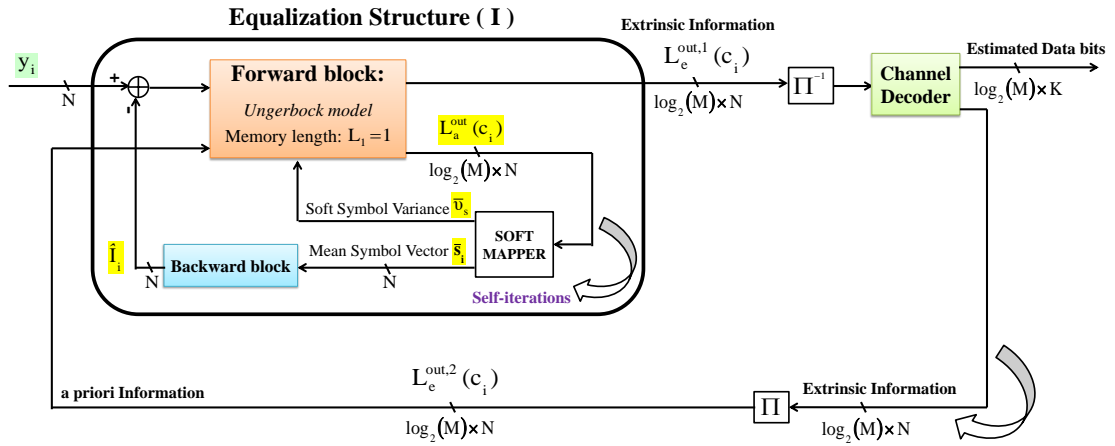 Equalization Structure ( I )
Extrinsic Information
L_e^{out,1}(c_i)
log_2(M)×N
y_i
N
+
-
Forward block:
Ungerbock model
Memory length: L_1=1
L_a^{out}(c_i)
log_2(M)×N
Π^{-1}
Channel
Decoder
Estimated Data bits
log_2(M)×K
Soft Symbol Variance ῡ_s
SOFT
MAPPER
Mean Symbol Vector s̄_i
N
Backward block
N
Î_i
Self-iterations
a priori Information
L_e^{out,2}(c_i)
log_2(M)×N
Π
Extrinsic Information
log_2(M)×N